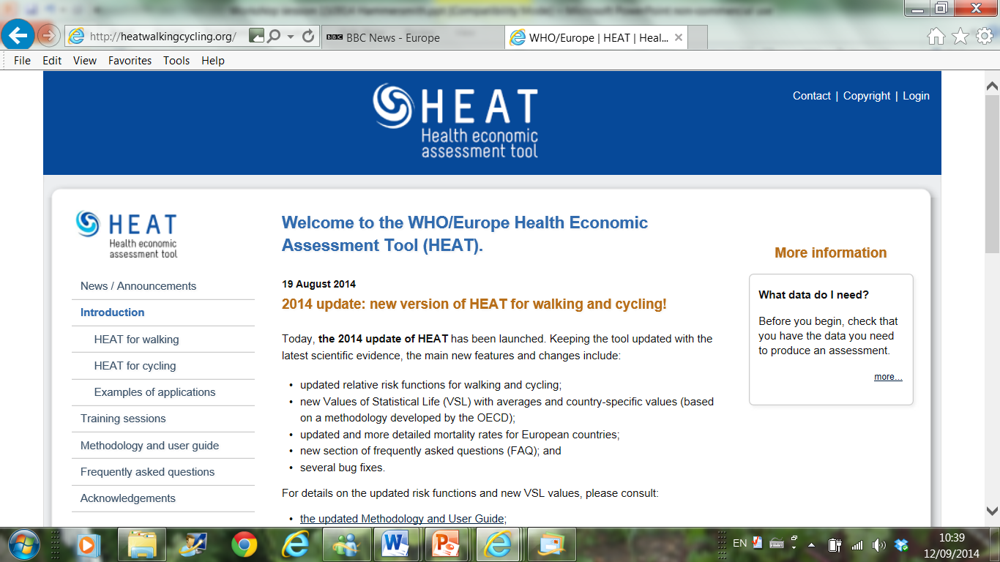 http://heatwalkingcycling.org/
BBC News - Europe
WHO/Europe | HEAT | Heal...
File Edit View Favorites Tools Help
HEAT
Health economic
assessment tool
Contact | Copyright | Login
HEAT
Health economic
assessment tool
News / Announcements
Introduction
HEAT for walking
HEAT for cycling
Examples of applications
Training sessions
Methodology and user guide
Frequently asked questions
Acknowledgements
Welcome to the WHO/Europe Health Economic
Assessment Tool (HEAT).
19 August 2014
2014 update: new version of HEAT for walking and cycling!
Today, the 2014 update of HEAT has been launched. Keeping the tool updated with the
latest scientific evidence, the main new features and changes include:
• updated relative risk functions for walking and cycling;
• new Values of Statistical Life (VSL) with averages and country-specific values (based
on a methodology developed by the OECD);
• updated and more detailed mortality rates for European countries;
• new section of frequently asked questions (FAQ); and
• several bug fixes.
For details on the updated risk functions and new VSL values, please consult:
• the updated Methodology and User Guide;
More information
What data do I need?
Before you begin, check that
you have the data you need
to produce an assessment.
more...
EN
10:39
12/09/2014